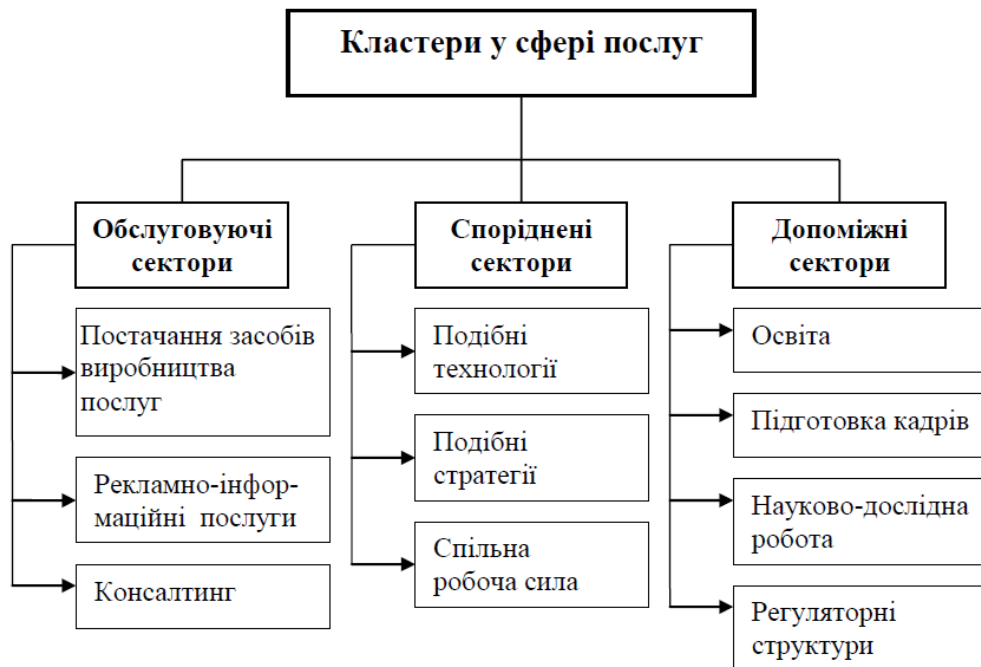 Кластери у сфері послуг
Обслуговуючі
сектори
Постачання засобів
виробництва
послуг
Рекламно-інфор-
маційні послуги
Консалтинг
Споріднені
сектори
Подібні
технології
Подібні
стратегії
Спільна
робоча сила
Допоміжні
сектори
Освіта
Підготовка кадрів
Науково-дослідна
робота
Регуляторні
структури